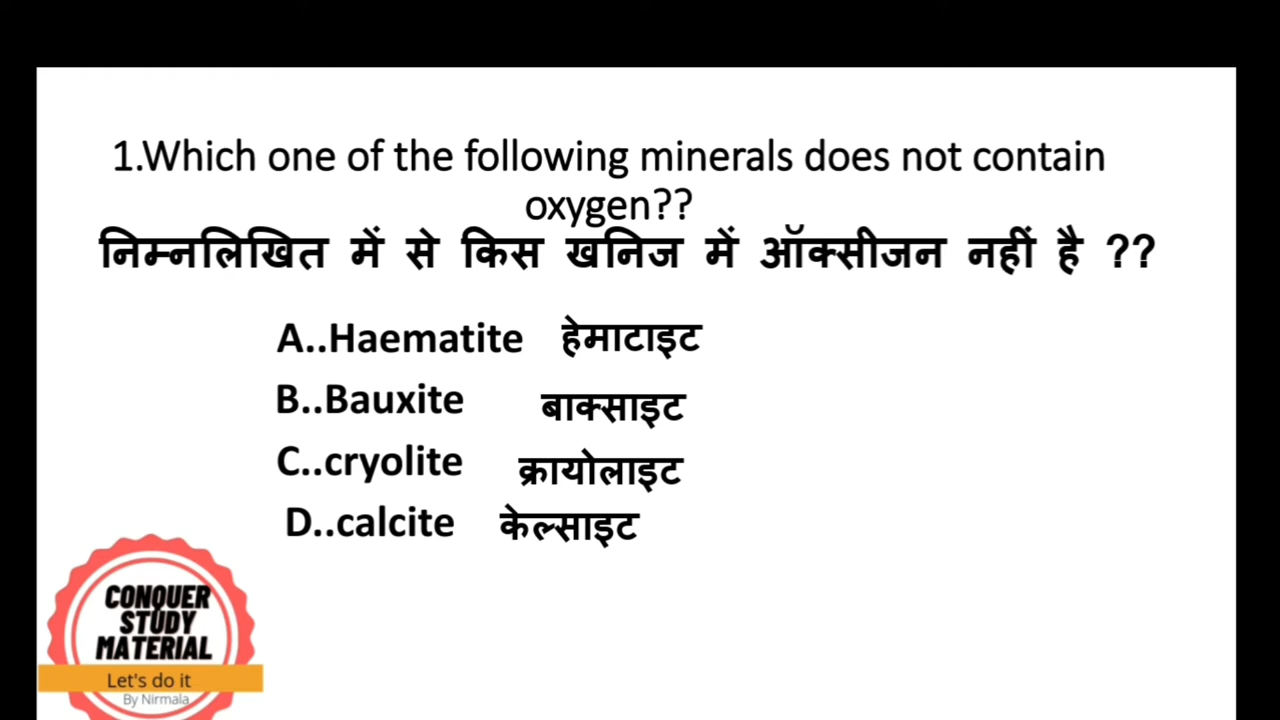 1.Which one of the following minerals does not contain
oxygen??
निम्नलिखित में से किस खनिज में ऑक्सीजन नहीं है ??
A..Haematite हेमाटाइट
B..Bauxite बाक्साइट
C..cryolite क्रायोलाइट
D..calcite केल्साइट
CONQUER
STUDY
MATERIAL
Let's do it
By Nirmala